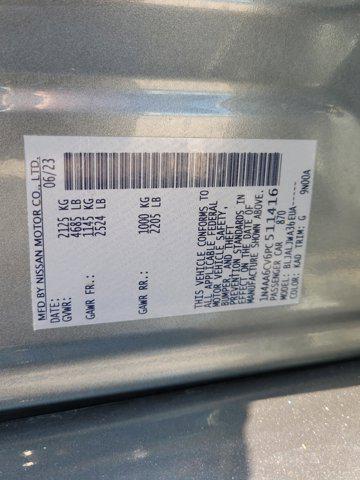 MFD BY NISSAN MOTOR CO., LTD.
06/23
GVWR: 2125 KG
4685 LB
GAWR FR.: 1145 KG
2524 LB
GAWR RR.: 1000 KG
2205 LB
THIS VEHICLE CONFORMS TO
ALL APPLICABLE FEDERAL
MOTOR VEHICLE SAFETY,
BUMPER, AND THEFT
PREVENTION STANDARDS IN
EFFECT ON THE DATE OF
MANUFACTURE SHOWN ABOVE.
1N4AA6CV6PC511416
PASSENGER CAR 870
COLOR: KAD TRIM: G
9N00A